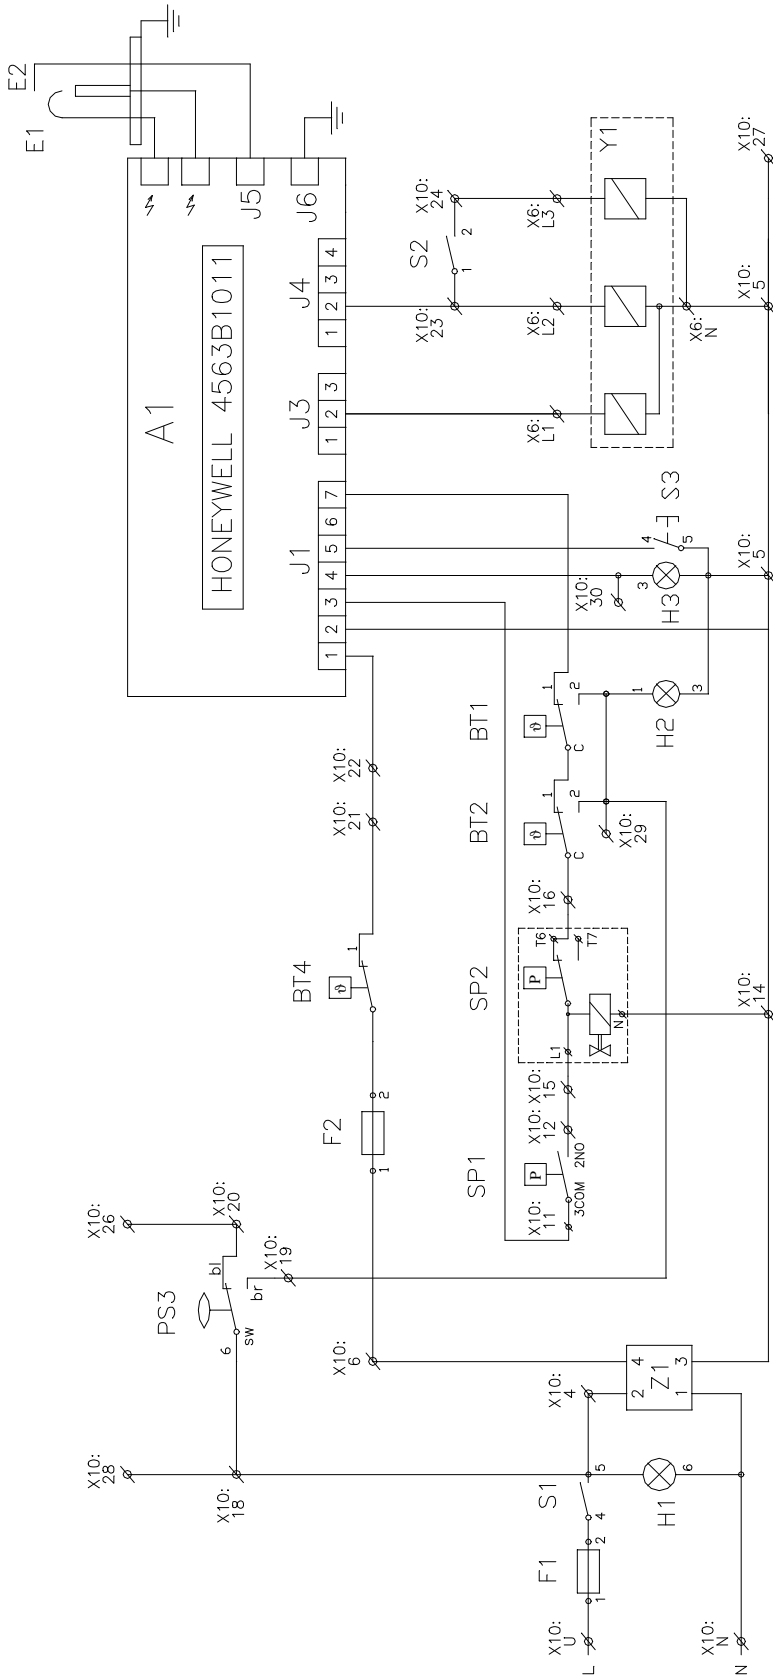 E1
E2
A1
HONEYWELL 4563B1011
J5
J6
J1
1
2
3
4
5
6
7
J3
1
2
3
J4
1
2
3
4
X10:
26
X10:
20
PS3
bl
br
6
sw
X10:
19
X10:
28
X10:
18
X10:
6
F2
1
2
BT4
ϑ
1
X10:
21
X10:
22
X10:
23
S2
1
2
X10:
24
X6:
L1
X6:
L2
X6:
L3
Y1
X6:
N
SP1
P
X10:
11
3COM
2NO
X10:
12
X10:
15
SP2
P
L1
T6
T7
N
X10:
16
BT2
ϑ
C
1
2
BT1
ϑ
C
1
2
X10:
29
H2
1
3
X10:
30
H3
3
S3
4
5
X10:
U
L
F1
1
2
S1
4
5
H1
6
X10:
4
Z1
2
4
1
3
X10:
N
N
X10:
14
X10:
5
X10:
5
X10:
27